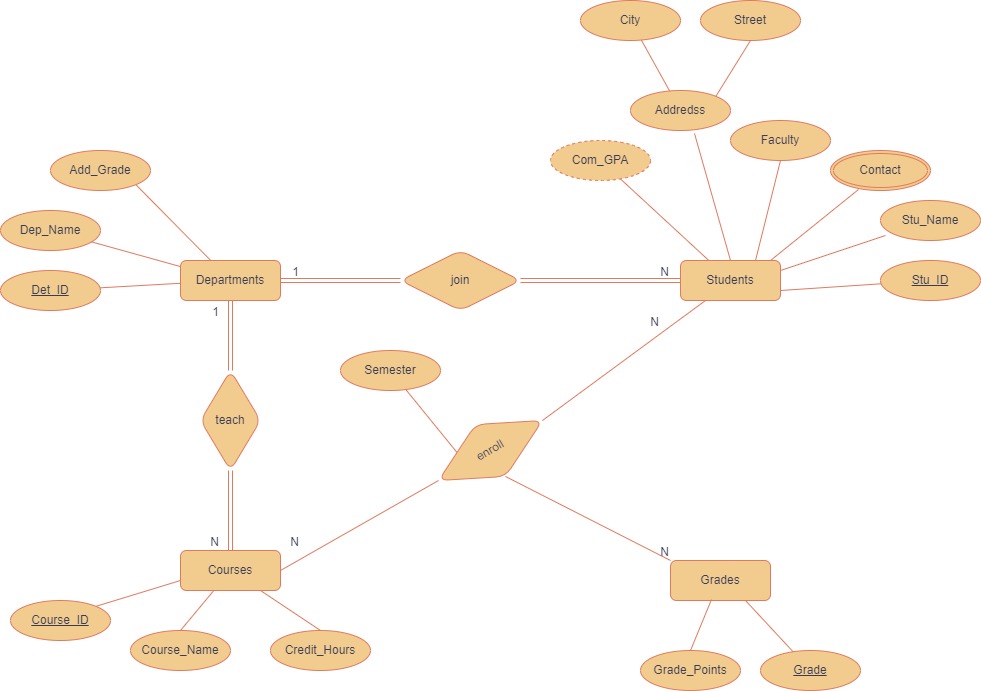 City
Street
Addredss
Faculty
Com_GPA
Contact
Add_Grade
Stu_Name
Dep_Name
Det_ID
Departments
1
join
N
Students
Stu_ID
1
N
Semester
teach
enroll
N
N
N
Courses
Grades
Course_ID
Course_Name
Credit_Hours
Grade_Points
Grade